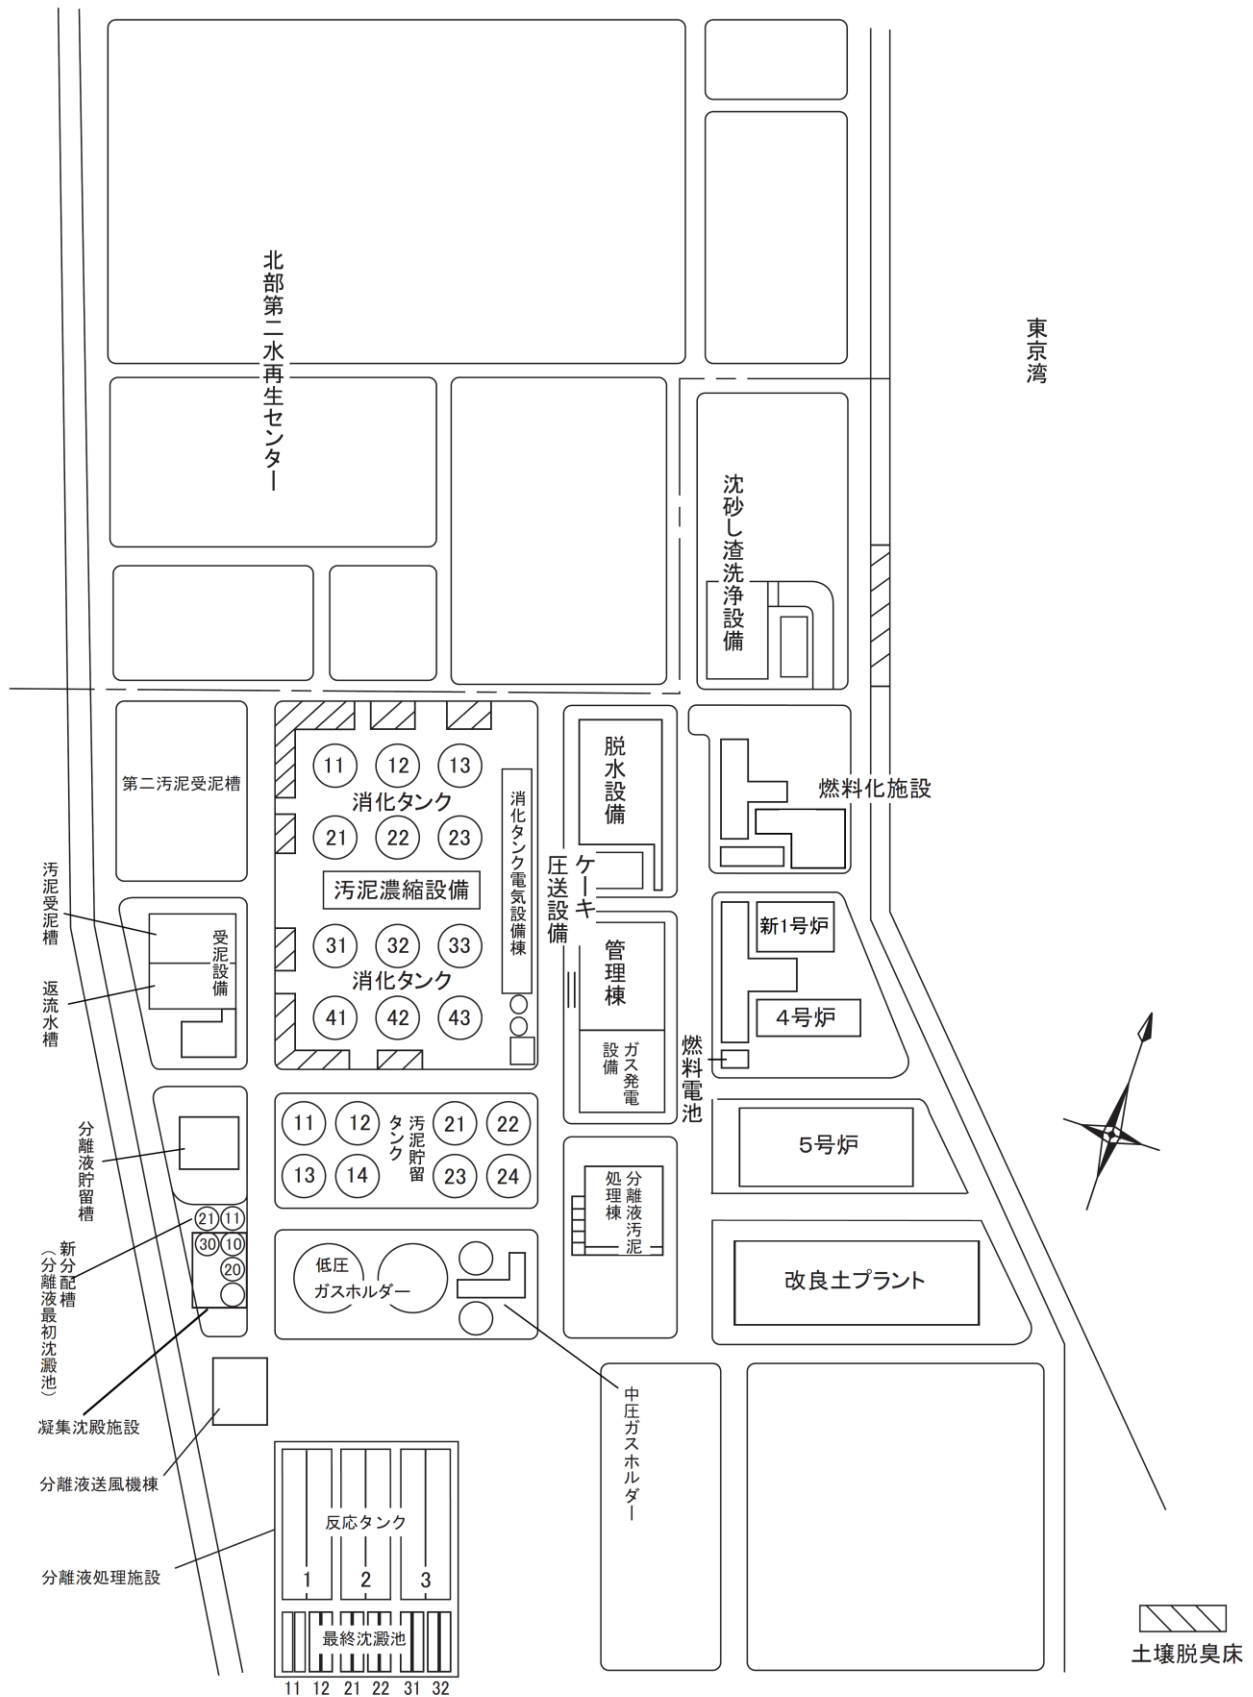 北部第二水再生センター
東京湾
沈砂し渣洗浄設備
第二汚泥受泥槽
11 12 13
消化タンク
21 22 23
汚泥濃縮設備
31 32 33
消化タンク
41 42 43
消化タンク電気設備棟
脱水設備
ケーキ
圧送設備
管理棟
ガス発電
設備
燃料化施設
新1号炉
4号炉
燃料電池
5号炉
改良土プラント
汚泥受泥槽
受泥設備
返流水槽
分離液貯留槽
11 12
汚泥貯留
タンク
21 22
13 14
23 24
分離液汚泥
処理棟
21 11
30 10
20
新分配槽
（分離液最初沈澱池）
低圧
ガスホルダー
中圧ガスホルダー
凝集沈殿施設
分離液送風機棟
分離液処理施設
反応タンク
1 2 3
最終沈澱池
11 12 21 22 31 32
土壌脱臭床